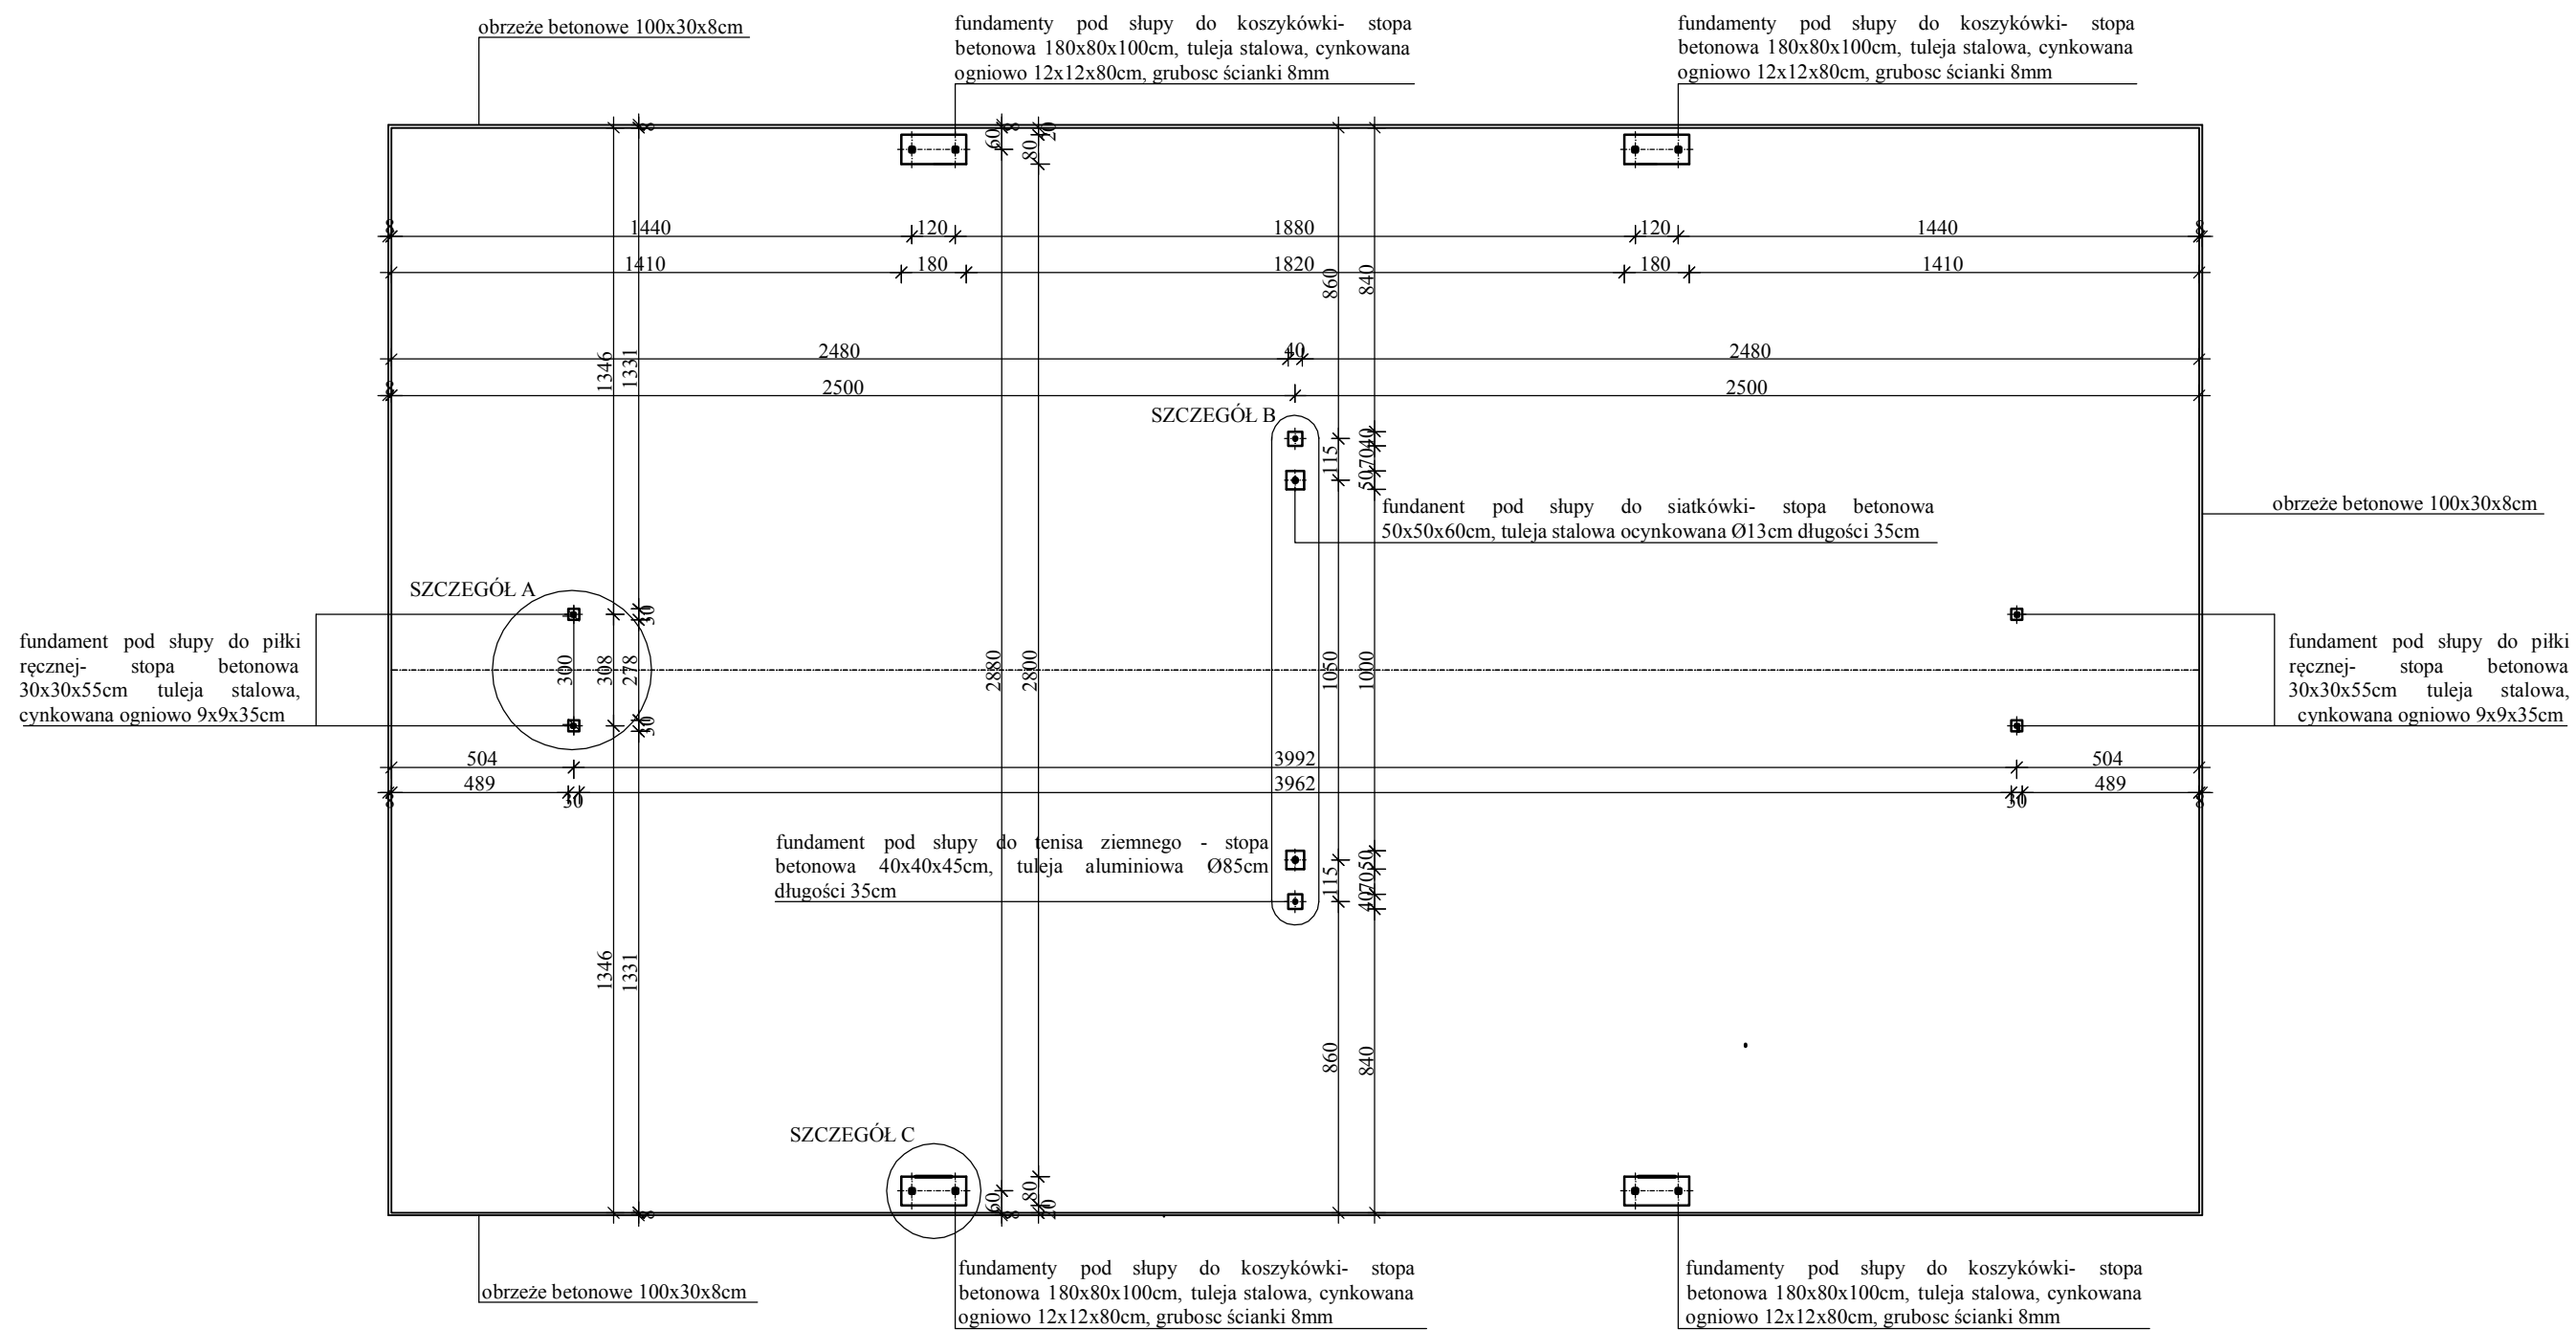 obrzeże betonowe 100x30x8cm
fundamenty pod słupy do koszykówki- stopa
betonowa 180x80x100cm, tuleja stalowa, cynkowana
ogniowo 12x12x80cm, grubosc ścianki 8mm
fundamenty pod słupy do koszykówki- stopa
betonowa 180x80x100cm, tuleja stalowa, cynkowana
ogniowo 12x12x80cm, grubosc ścianki 8mm
8
60
8
80
20
8
1440
120
1880
120
1440
8
1410
180
1820
180
1410
860
840
1346
1331
2480
40
2480
8
2500
2500
SZCZEGÓŁ B
115
40
70
50
fundanent pod słupy do siatkówki- stopa betonowa
50x50x60cm, tuleja stalowa ocynkowana Ø13cm długości 35cm
obrzeże betonowe 100x30x8cm
SZCZEGÓŁ A
30
300
308
278
30
2880
2800
1050
1000
fundament pod słupy do piłki
ręcznej- stopa betonowa
30x30x55cm tuleja stalowa,
cynkowana ogniowo 9x9x35cm
fundament pod słupy do piłki
ręcznej- stopa betonowa
30x30x55cm tuleja stalowa,
cynkowana ogniowo 9x9x35cm
504
3992
504
8
489
30
3962
30
489
8
fundament pod słupy do tenisa ziemnego - stopa
betonowa 40x40x45cm, tuleja aluminiowa Ø85cm
długości 35cm
115
50
70
40
1346
1331
860
840
SZCZEGÓŁ C
8
60
8
80
20
obrzeże betonowe 100x30x8cm
fundamenty pod słupy do koszykówki- stopa
betonowa 180x80x100cm, tuleja stalowa, cynkowana
ogniowo 12x12x80cm, grubosc ścianki 8mm
fundamenty pod słupy do koszykówki- stopa
betonowa 180x80x100cm, tuleja stalowa, cynkowana
ogniowo 12x12x80cm, grubosc ścianki 8mm